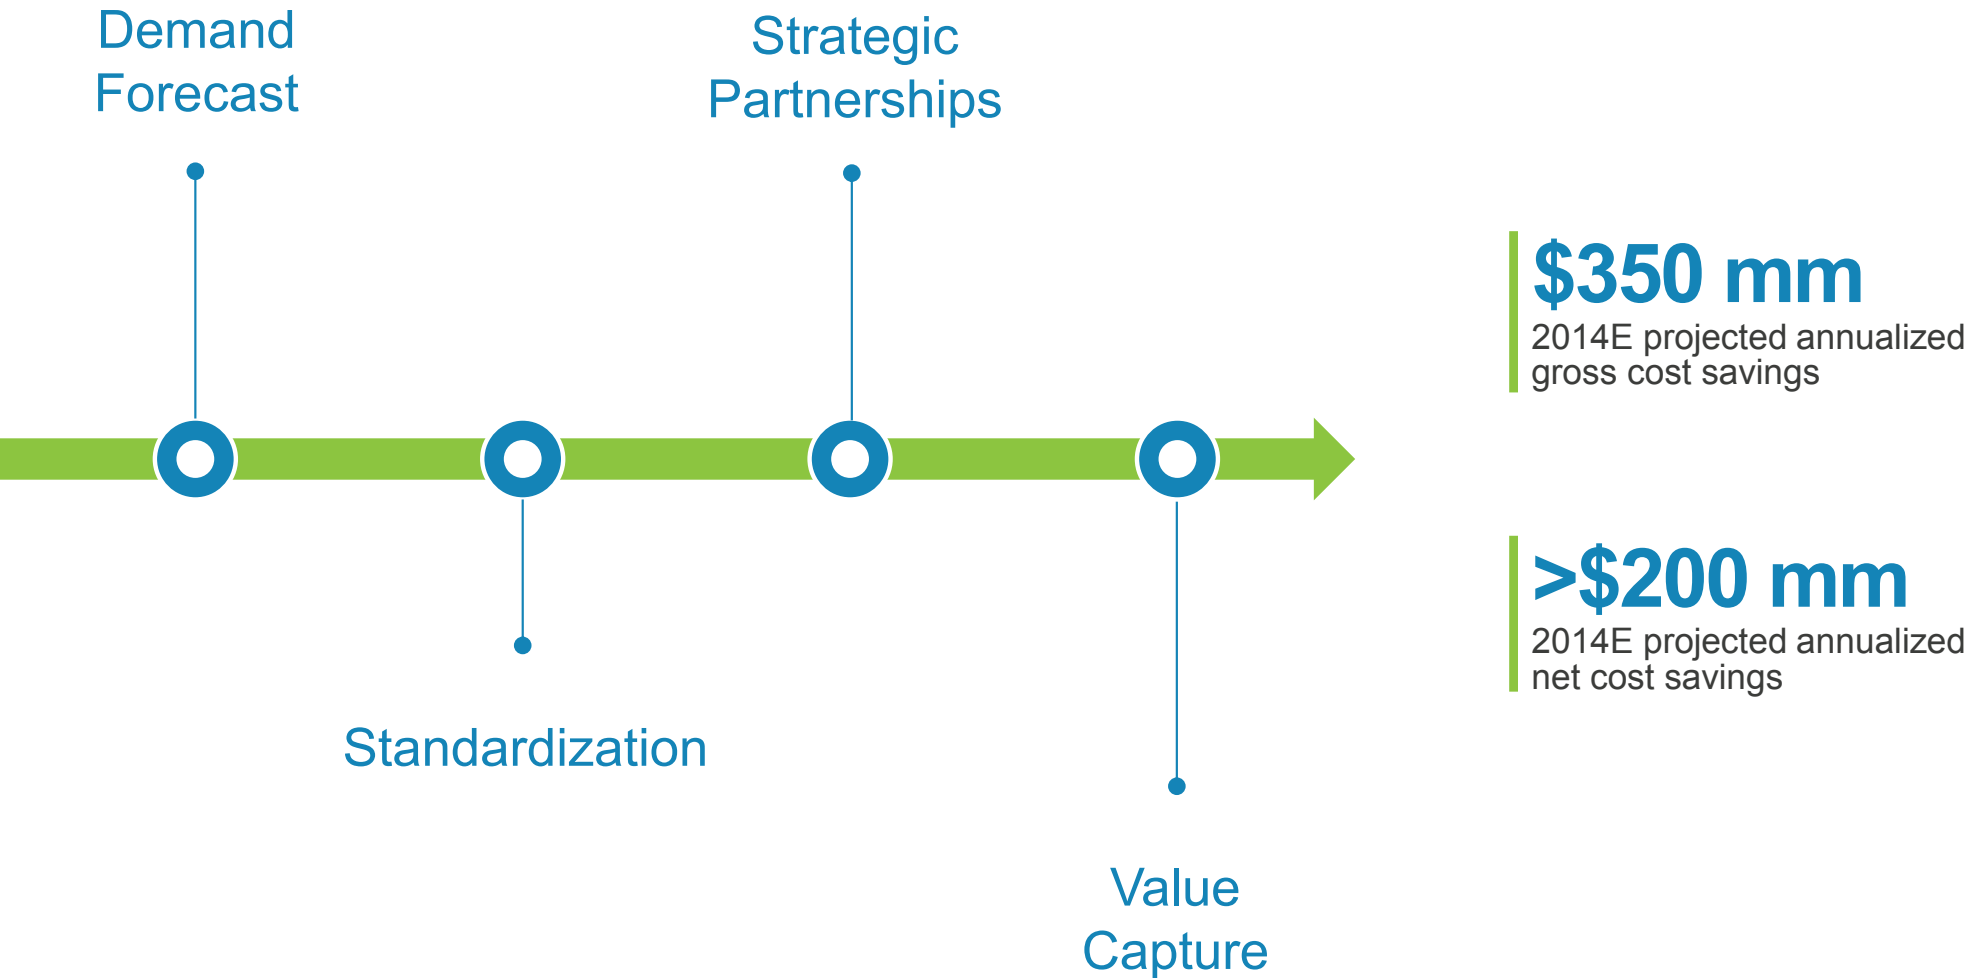 Demand
Forecast
Strategic
Partnerships
Standardization
Value
Capture
$350 mm
2014E projected annualized
gross cost savings
>$200 mm
2014E projected annualized
net cost savings